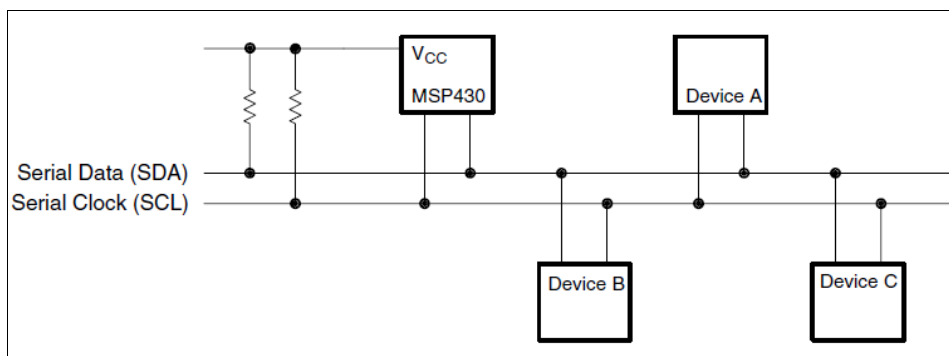 VCC
MSP430
Device A
Serial Data (SDA)
Serial Clock (SCL)
Device B
Device C